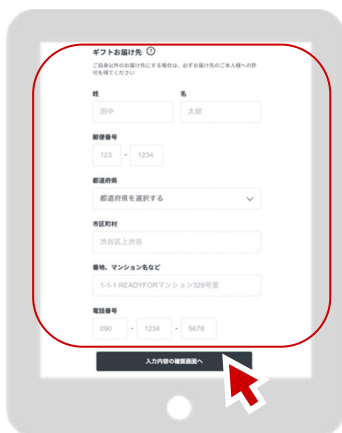 ギフトお届け先 ?
ご自身以外のお届け先にする場合は、必ずお届け先のご本人様への許
可を得てください
姓 名
田中 太郎
郵便番号
123 - 1234
都道府県
都道府県を選択する
市区町村
渋谷区上渋谷
番地、マンション名など
1-1-1 READYFORマンション329号室
電話番号
090 - 1234 - 5678
入力内容の確認画面へ